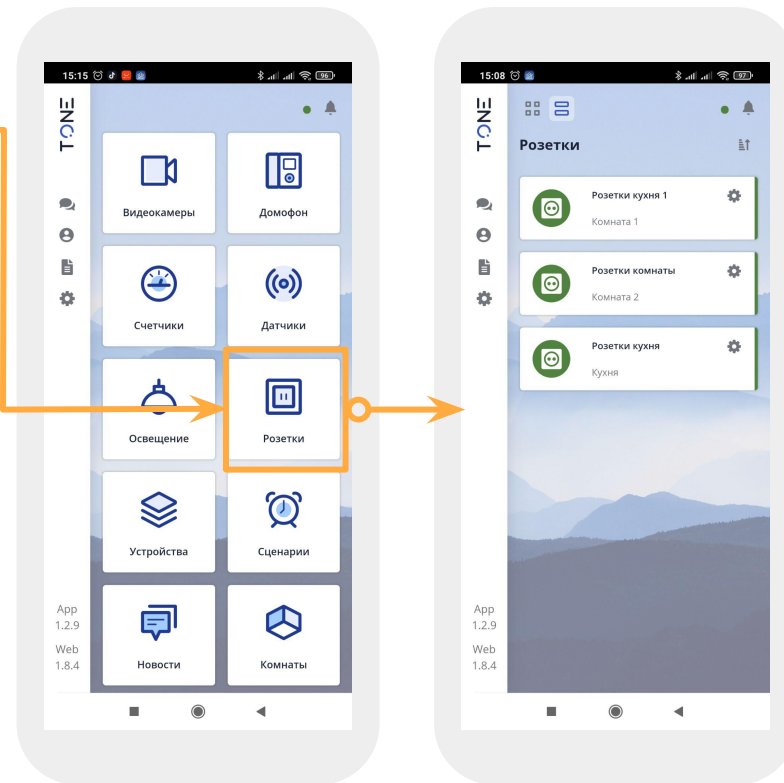 15:15
96
TONE
Видеокамеры
Домофон
Счетчики
Датчики
Освещение
Розетки
Устройства
Сценарии
Новости
Комнаты
App
1.2.9
Web
1.8.4
15:08
97
TONE
Розетки
Розетки кухня 1
Комната 1
Розетки комнаты
Комната 2
Розетки кухня
Кухня
App
1.2.9
Web
1.8.4